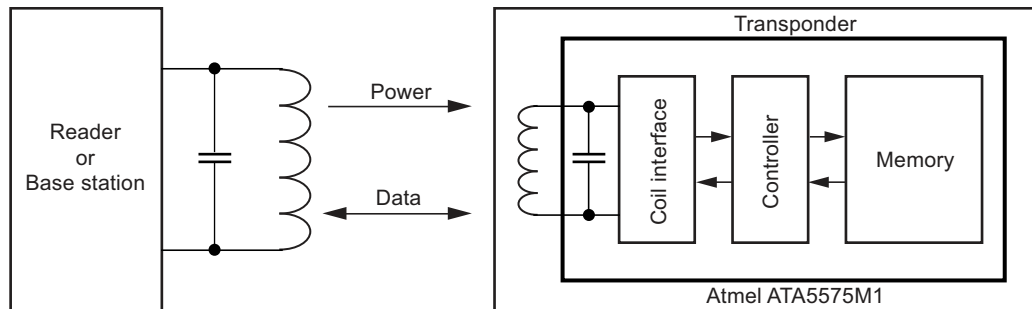 Reader
or
Base station
Power
Data
Transponder
Coil interface
Controller
Memory
Atmel ATA5575M1